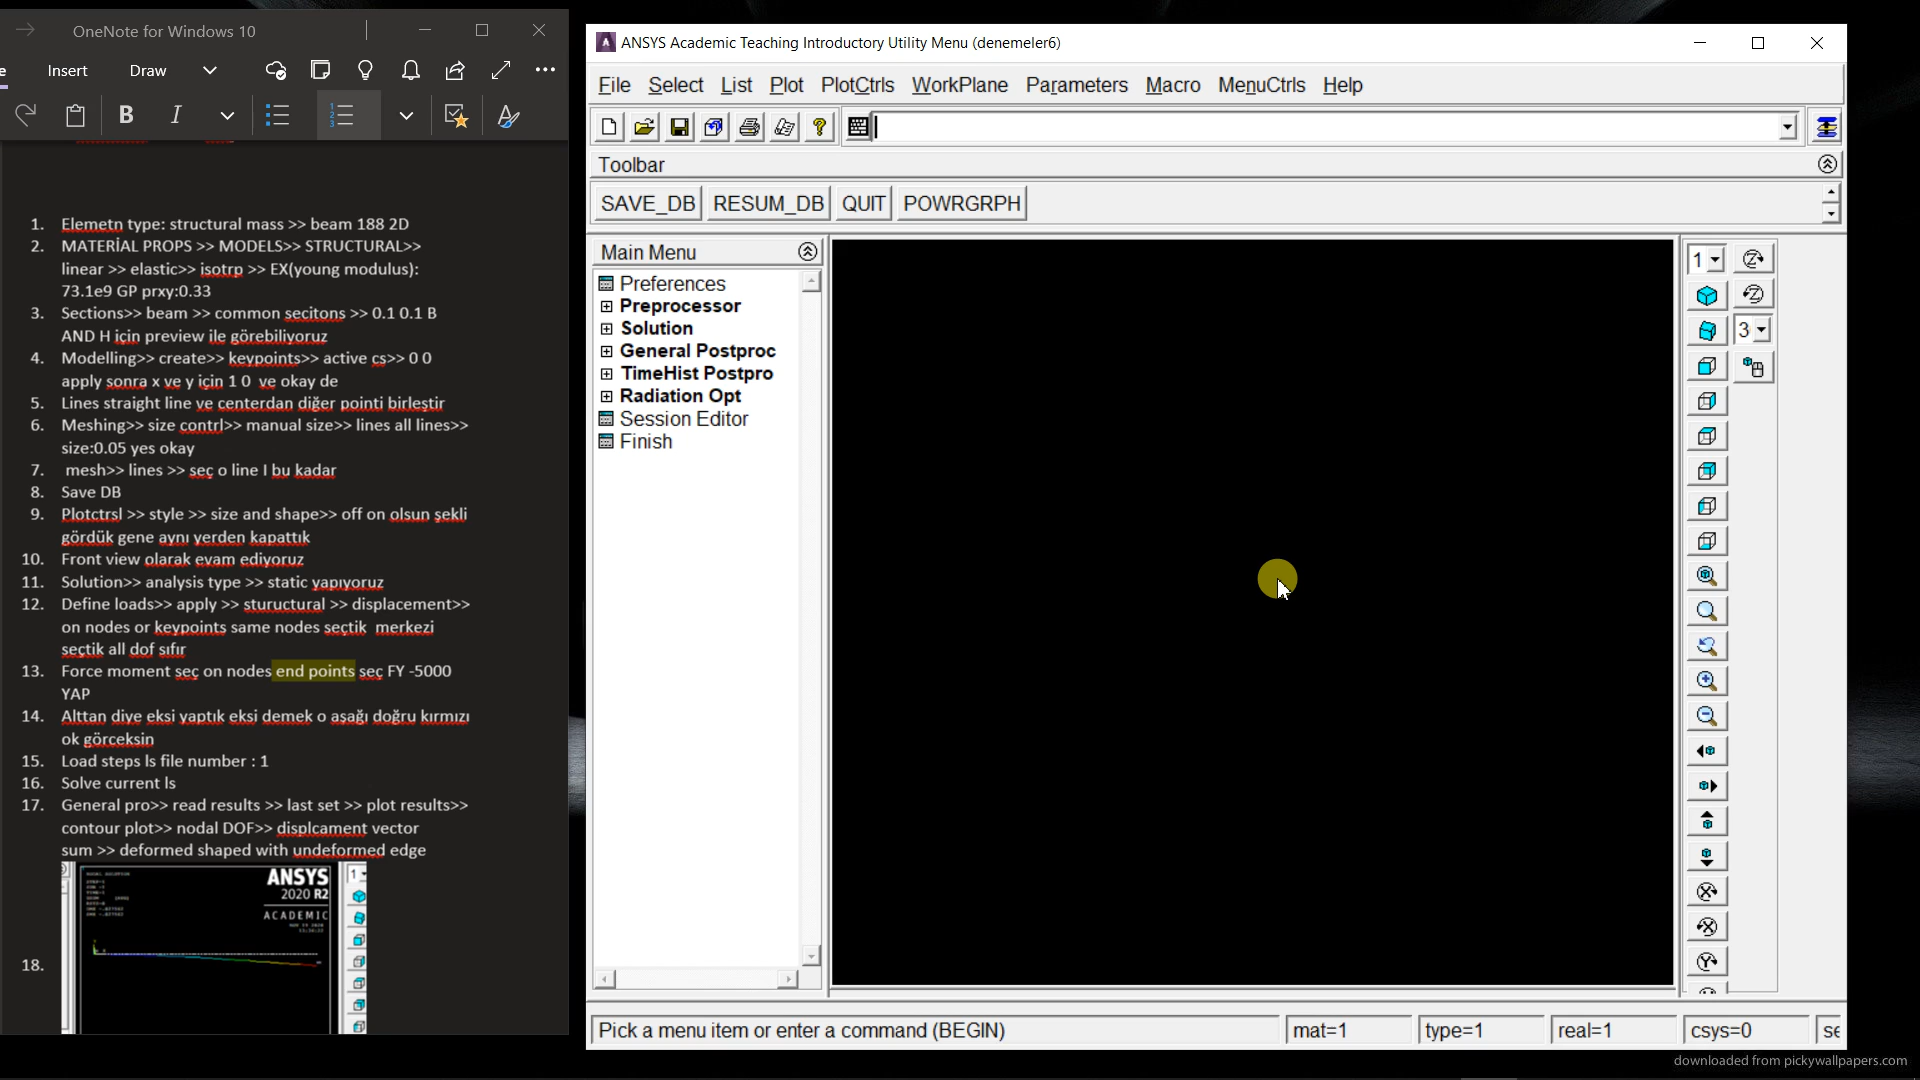 OneNote for Windows 10
Insert
Draw
1. Elemetn type: structural mass >> beam 188 2D
2. MATERİAL PROPS >> MODELS>> STRUCTURAL>>
linear >> elastic>> isotrp >> EX(young modulus):
73.1e9 GP prxy:0.33
3. Sections>> beam >> common secitons >> 0.1 0.1 B
AND H için preview ile görebiliyoruz
4. Modelling>> create>> keypoints>> active cs>> 0 0
apply sonra x ve y için 1 0 ve okay de
5. Lines straight line ve centerdan diğer pointi birleştir
6. Meshing>> size contrl>> manual size>> lines all lines>>
size:0.05 yes okay
7. mesh>> lines >> seç o line I bu kadar
8. Save DB
9. Plotctrsl >> style >> size and shape>> off on olsun şekli
gördük gene aynı yerden kapattık
10. Front view olarak evam ediyoruz
11. Solution>> analysis type >> static yapıyoruz
12. Define loads>> apply >> stuructural >> displacement>>
on nodes or keypoints same nodes seçtik merkezi
seçtik all dof sıfır
13. Force moment seç on nodes end points seç FY -5000
YAP
14. Alttan diye eksi yaptık eksi demek o aşağı doğru kırmızı
ok görceksin
15. Load steps ls file number : 1
16. Solve current ls
17. General pro>> read results >> last set >> plot results>>
contour plot>> nodal DOF>> displcament vector
sum >> deformed shaped with undeformed edge
18.
ANSYS
2020 R2
ACADEMIC
1
ANSYS Academic Teaching Introductory Utility Menu (denemeler6)
File Select List Plot PlotCtrls WorkPlane Parameters Macro MenuCtrls Help
Toolbar
SAVE_DB RESUM_DB QUIT POWRGRPH
Main Menu
Preferences
Preprocessor
Solution
General Postproc
TimeHist Postpro
Radiation Opt
Session Editor
Finish
1
3
Pick a menu item or enter a command (BEGIN)
mat=1
type=1
real=1
csys=0
se
downloaded from pickywallpapers.com